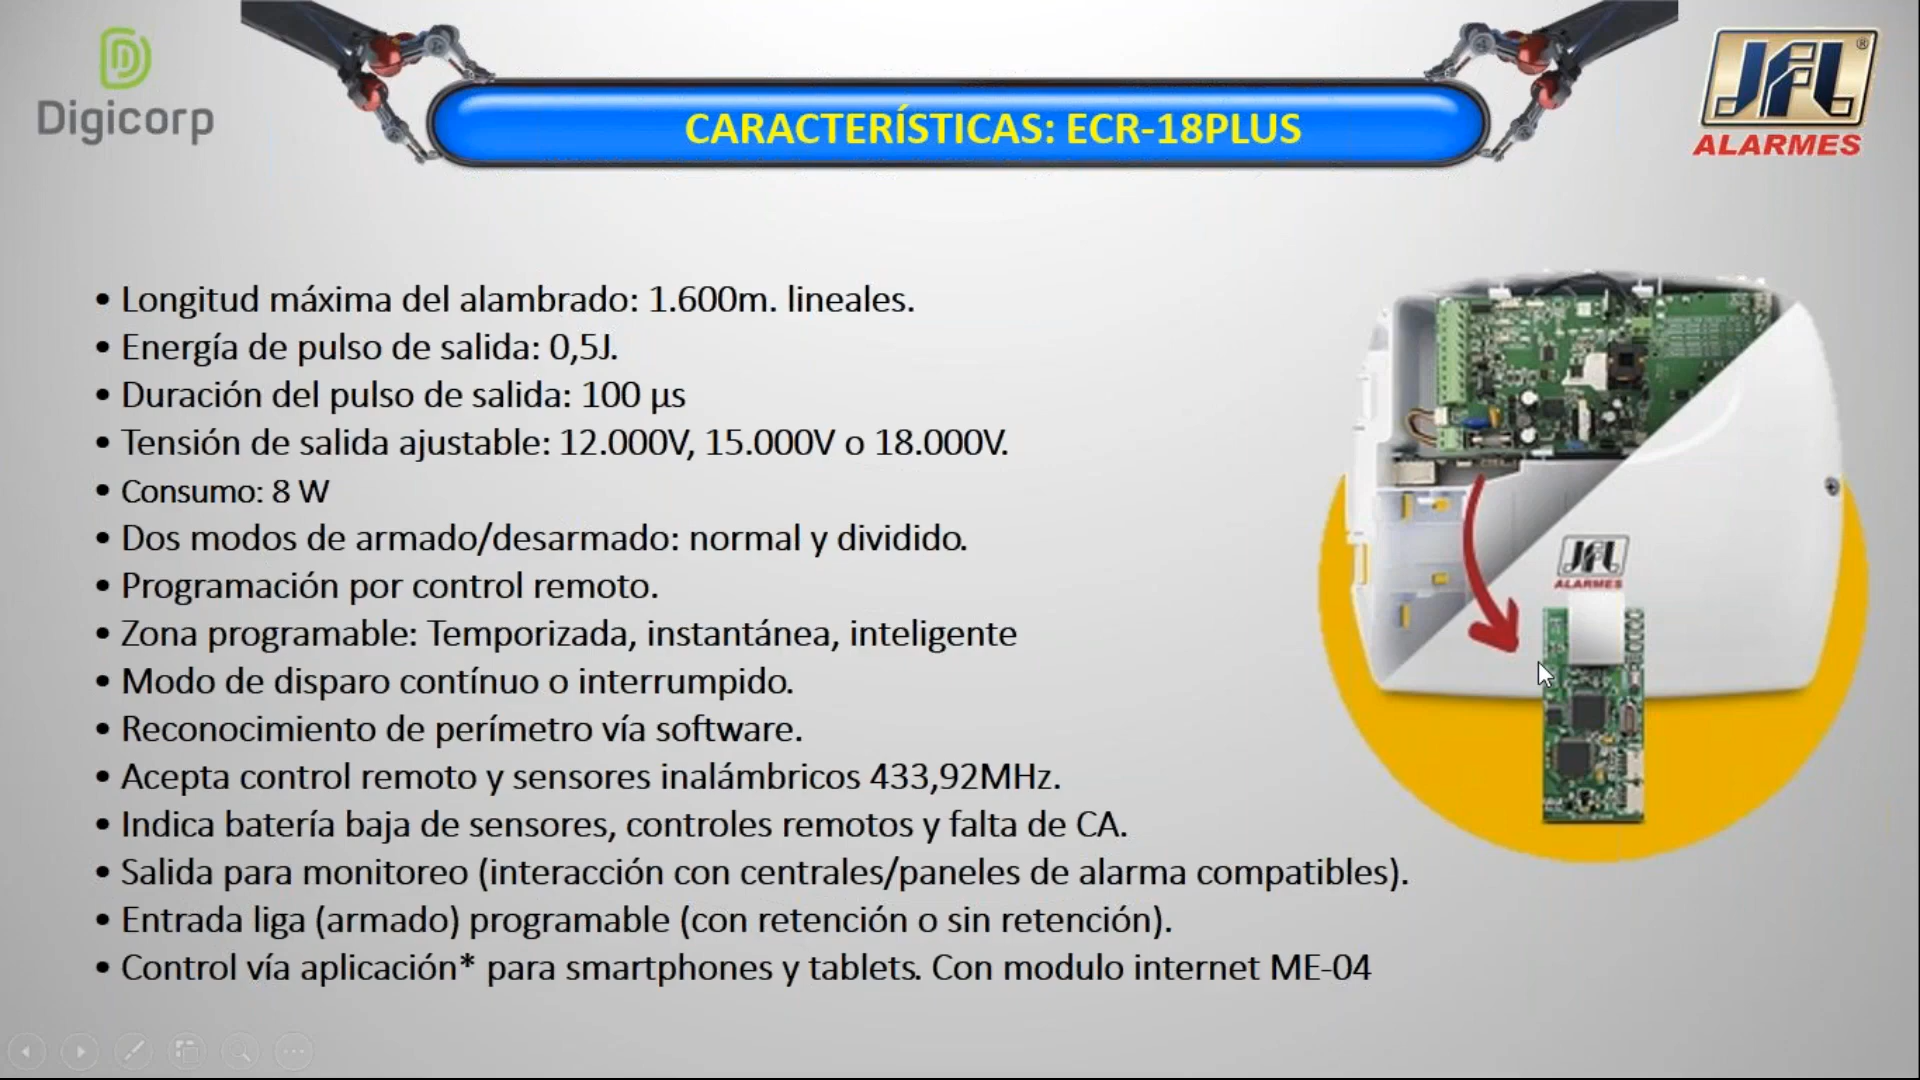 Digicorp
CARACTERÍSTICAS: ECR-18PLUS
JFL®
ALARMES
• Longitud máxima del alambrado: 1.600m. lineales.
• Energía de pulso de salida: 0,5J.
• Duración del pulso de salida: 100 µs
• Tensión de salida ajustable: 12.000V, 15.000V o 18.000V.
• Consumo: 8 W
• Dos modos de armado/desarmado: normal y dividido.
• Programación por control remoto.
• Zona programable: Temporizada, instantánea, inteligente
• Modo de disparo contínuo o interrumpido.
• Reconocimiento de perímetro vía software.
• Acepta control remoto y sensores inalámbricos 433,92MHz.
• Indica batería baja de sensores, controles remotos y falta de CA.
• Salida para monitoreo (interacción con centrales/paneles de alarma compatibles).
• Entrada liga (armado) programable (con retención o sin retención).
• Control vía aplicación* para smartphones y tablets. Con modulo internet ME-04
JFL
ALARMES